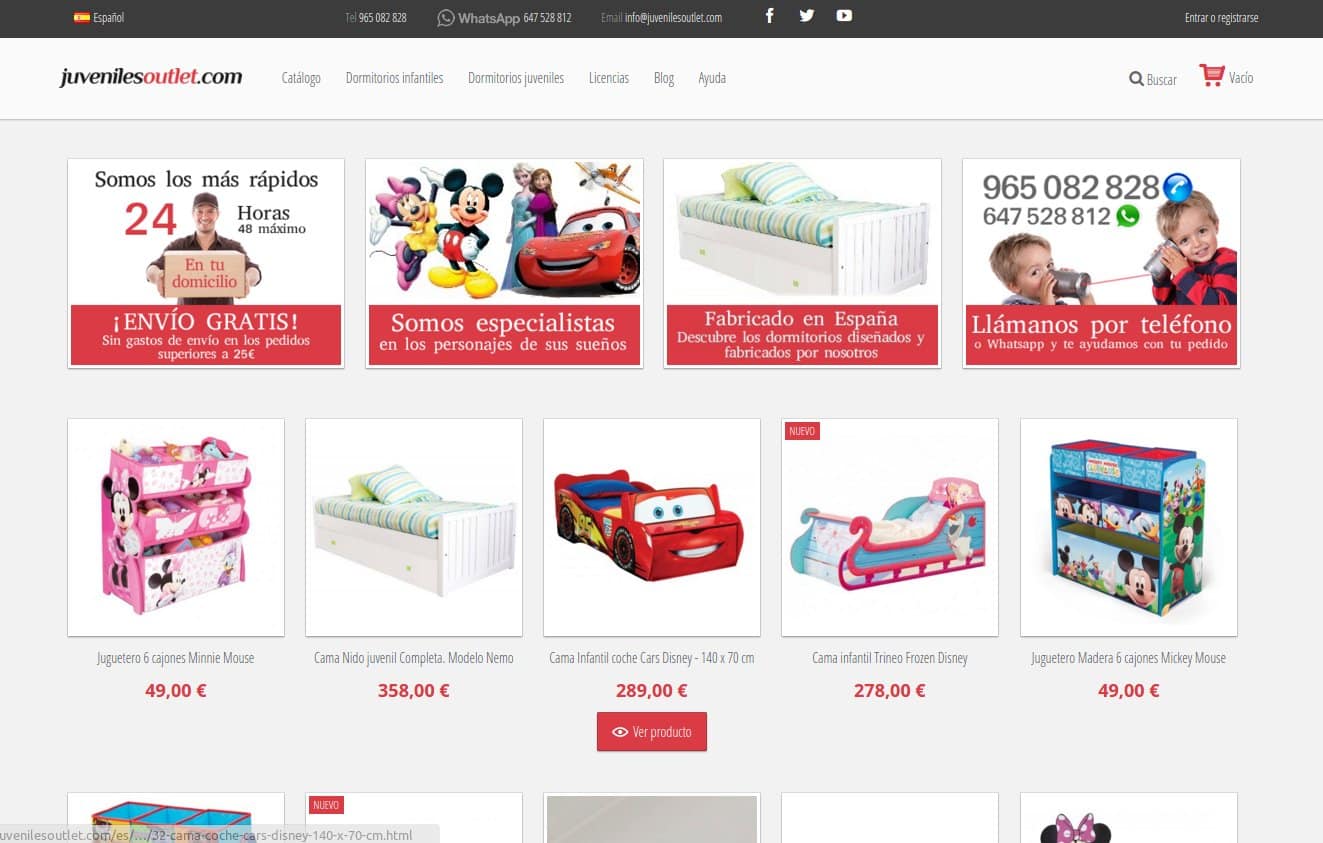 Español
Tel 965 082 828
WhatsApp 647 528 812
Email info@juvenilesoutlet.com
Entrar o registrarse
juvenilesoutlet.com
Catálogo
Dormitorios infantiles
Dormitorios juveniles
Licencias
Blog
Ayuda
Buscar
Vacío
Somos los más rápidos
24 Horas
48 máximo
En tu
domicilio
¡ENVÍO GRATIS!
Sin gastos de envío en los pedidos
superiores a 25€
Somos especialistas
en los personajes de sus sueños
Fabricado en España
Descubre los dormitorios diseñados y
fabricados por nosotros
965 082 828
647 528 812
Llámanos por teléfono
o Whatsapp y te ayudamos con tu pedido
NUEVO
95
Juguetero 6 cajones Minnie Mouse
49,00 €
Cama Nido juvenil Completa. Modelo Nemo
358,00 €
Cama Infantil coche Cars Disney - 140 x 70 cm
289,00 €
Ver producto
Cama infantil Trineo Frozen Disney
278,00 €
Juguetero Madera 6 cajones Mickey Mouse
49,00 €
NUEVO
uvenilesoutlet.com/es/.../32-cama-coche-cars-disney-140-x-70-cm.html